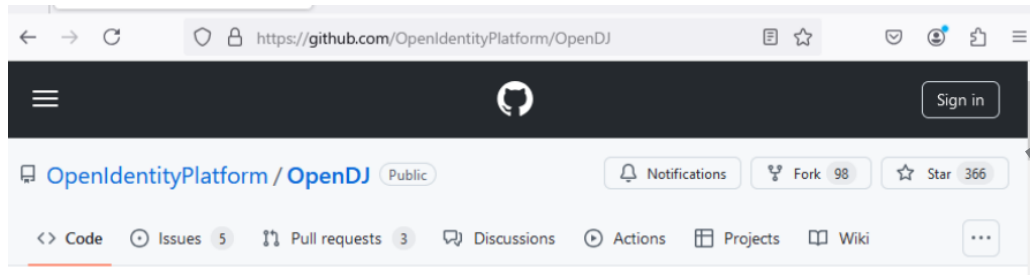 https://github.com/OpenIdentityPlatform/OpenDJ
Sign in
OpenIdentityPlatform / OpenDJ Public Notifications Fork 98 Star 366
<> Code Issues 5 Pull requests 3 Discussions Actions Projects Wiki ...